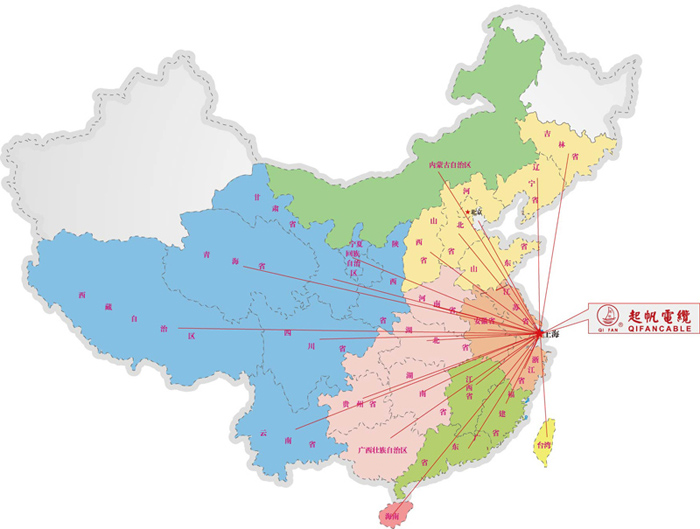 吉林省
辽宁省
内蒙古自治区
河北省
北京
甘肃省
宁夏
回族
自治
区
陕西省
山西省
山东省
青海省
西藏自治区
河南省
江苏省
安徽省
上海
起帆電纜
QI FAN
®
QIFANCABLE
四川省
湖北省
浙江省
湖南省
江西省
贵州省
福建省
云南省
广西壮族自治区
广东省
台湾
海南